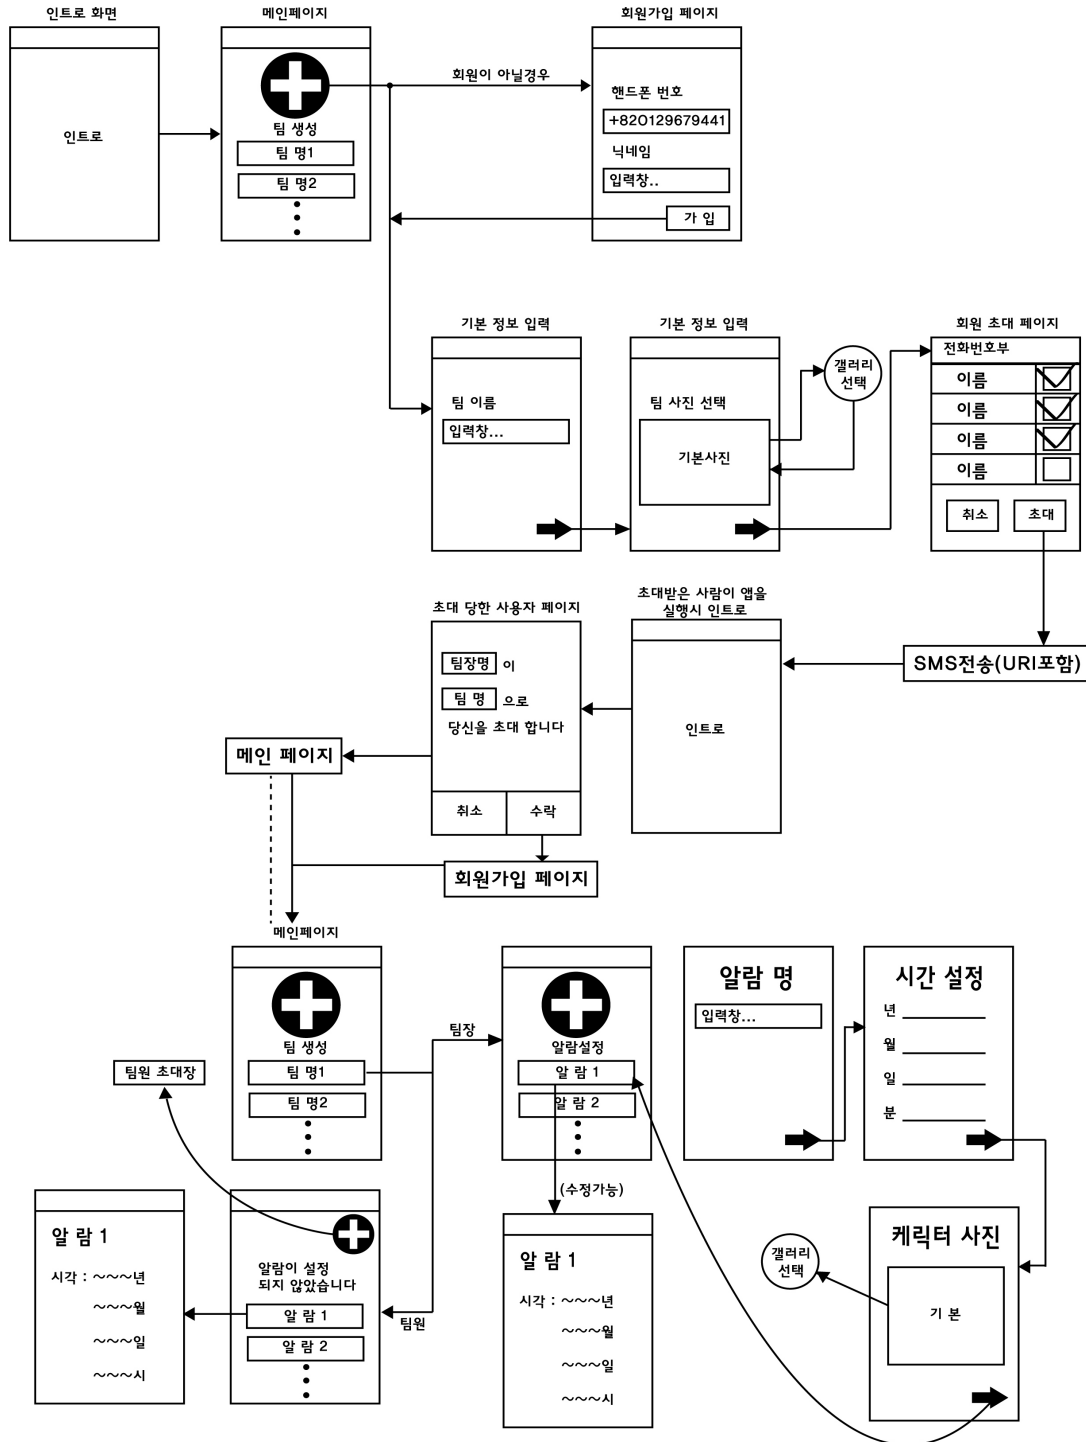 인트로 화면
인트로
메인페이지
팀 생성
팀 명1
팀 명2
회원이 아닐경우
회원가입 페이지
핸드폰 번호
+820129679441
닉네임
입력창..
가 입
기본 정보 입력
팀 이름
입력창...
기본 정보 입력
팀 사진 선택
기본사진
갤러리
선택
회원 초대 페이지
전화번호부
이름
이름
이름
이름
취소
초대
SMS전송(URI포함)
초대받은 사람이 앱을
실행시 인트로
인트로
초대 당한 사용자 페이지
팀장명 이
팀 명 으로
당신을 초대 합니다
취소
수락
메인 페이지
회원가입 페이지
메인페이지
팀 생성
팀 명1
팀 명2
팀장
알람설정
알 람 1
알 람 2
(수정가능)
알람 명
입력창...
시간 설정
년
월
일
분
팀원 초대장
알 람 1
시각 : ~~~년
~~~월
~~~일
~~~시
알람이 설정
되지 않았습니다
알 람 1
알 람 2
팀원
알 람 1
시각 : ~~~년
~~~월
~~~일
~~~시
갤러리
선택
케릭터 사진
기 본